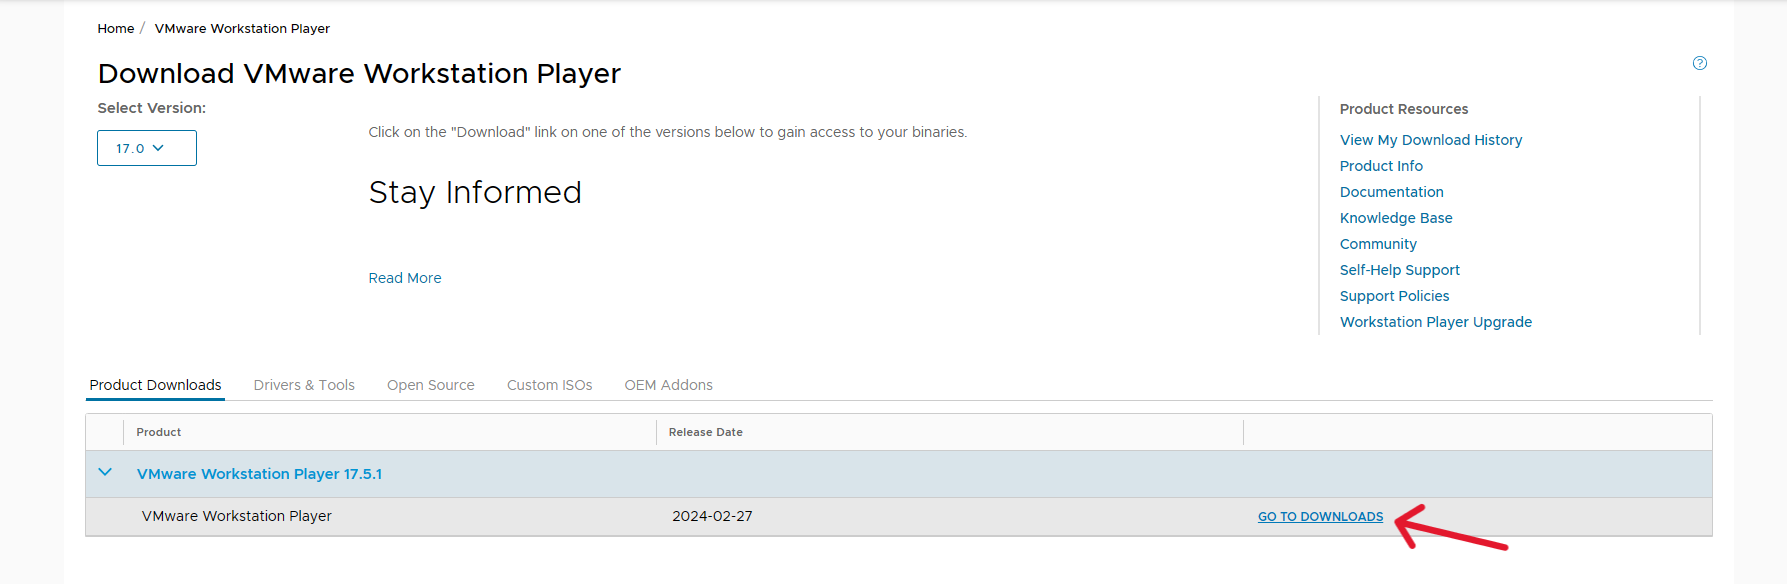 Home / VMware Workstation Player
Download VMware Workstation Player
?
Select Version:
17.0
Click on the "Download" link on one of the versions below to gain access to your binaries.
Stay Informed
Read More
Product Resources
View My Download History
Product Info
Documentation
Knowledge Base
Community
Self-Help Support
Support Policies
Workstation Player Upgrade
Product Downloads Drivers & Tools Open Source Custom ISOs OEM Addons
Product Release Date
VMware Workstation Player 17.5.1
VMware Workstation Player 2024-02-27 GO TO DOWNLOADS